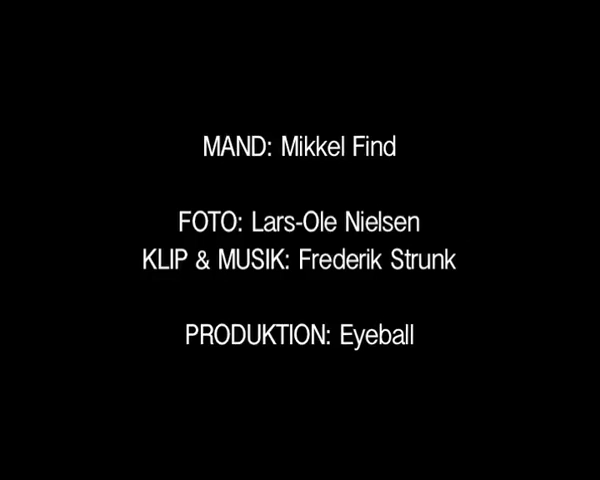 MAND: Mikkel Find
FOTO: Lars-Ole Nielsen
KLIP & MUSIK: Frederik Strunk
PRODUKTION: Eyeball